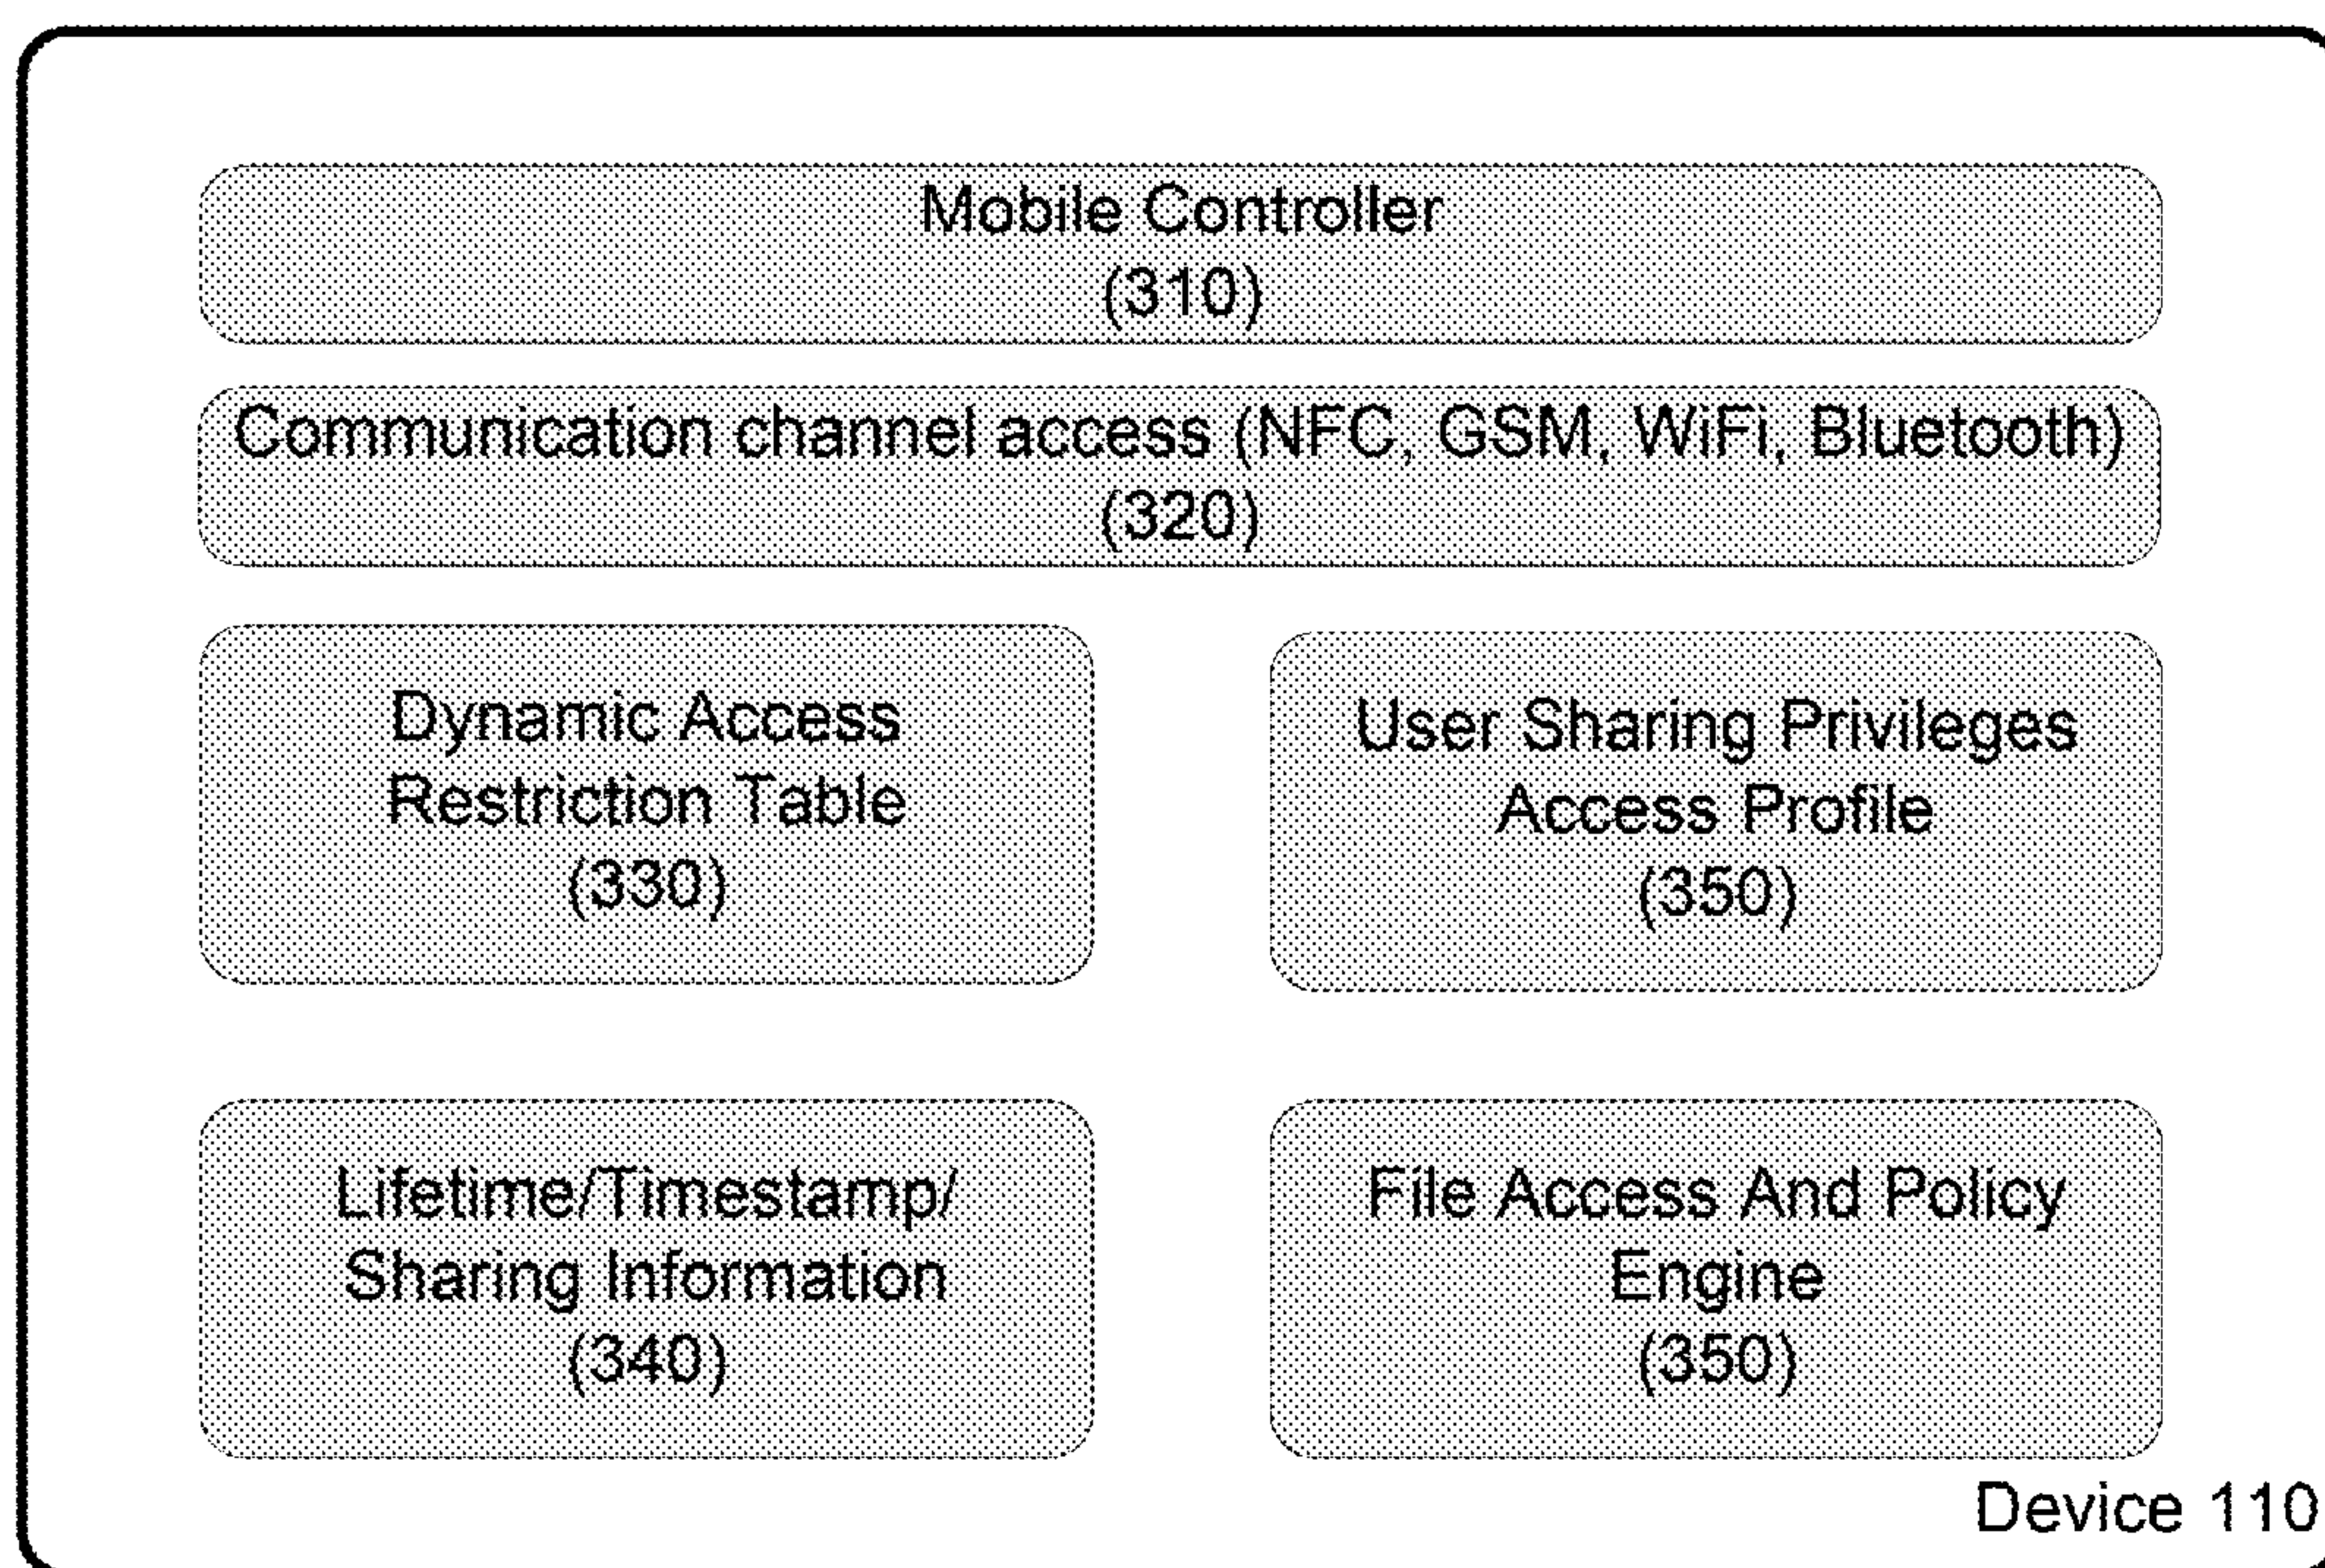 Mobile Controller
(310)
Communication channel access (NFC, GSM, WiFi, Bluetooth)
(320)
Dynamic Access
Restriction Table
(330)
User Sharing Privileges
Access Profile
(350)
Lifetime/Timestamp/
Sharing Information
(340)
File Access And Policy
Engine
(350)
Device 110